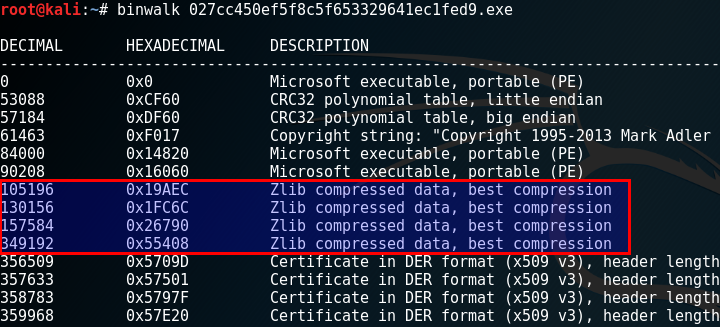 root@kali:~# binwalk 027cc450ef5f8c5f653329641ec1fed9.exe
DECIMAL HEXADECIMAL DESCRIPTION
--------------------------------------------------------------------------------
0 0x0 Microsoft executable, portable (PE)
53088 0xCF60 CRC32 polynomial table, little endian
57184 0xDF60 CRC32 polynomial table, big endian
61463 0xF017 Copyright string: "Copyright 1995-2013 Mark Adler
84000 0x14820 Microsoft executable, portable (PE)
90208 0x16060 Microsoft executable, portable (PE)
105196 0x19AEC Zlib compressed data, best compression
130156 0x1FC6C Zlib compressed data, best compression
157584 0x26790 Zlib compressed data, best compression
349192 0x55408 Zlib compressed data, best compression
356509 0x5709D Certificate in DER format (x509 v3), header length
357633 0x57501 Certificate in DER format (x509 v3), header length
358783 0x5797F Certificate in DER format (x509 v3), header length
359968 0x57E20 Certificate in DER format (x509 v3), header length